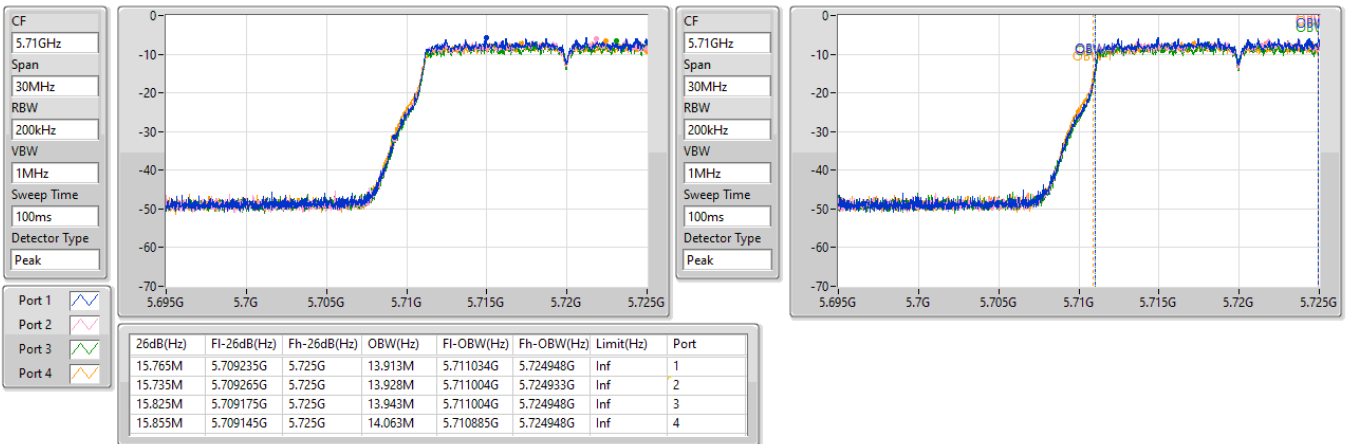 CF
5.71GHz
Span
30MHz
RBW
200kHz
VBW
1MHz
Sweep Time
100ms
Detector Type
Peak
0
-10
-20
-30
-40
-50
-60
-70
5.695G 5.7G 5.705G 5.71G 5.715G 5.72G 5.725G
CF
5.71GHz
Span
30MHz
RBW
200kHz
VBW
1MHz
Sweep Time
100ms
Detector Type
Peak
0
-10
-20
-30
-40
-50
-60
-70
5.695G 5.7G 5.705G 5.71G 5.715G 5.72G 5.725G
Port 1
Port 2
Port 3
Port 4
26dB(Hz) Fl-26dB(Hz) Fh-26dB(Hz) OBW(Hz) Fl-OBW(Hz) Fh-OBW(Hz) Limit(Hz) Port
15.765M 5.709235G 5.725G 13.913M 5.711034G 5.724948G Inf 1
15.735M 5.709265G 5.725G 13.928M 5.711004G 5.724933G Inf 2
15.825M 5.709175G 5.725G 13.943M 5.711004G 5.724948G Inf 3
15.855M 5.709145G 5.725G 14.063M 5.710885G 5.724948G Inf 4